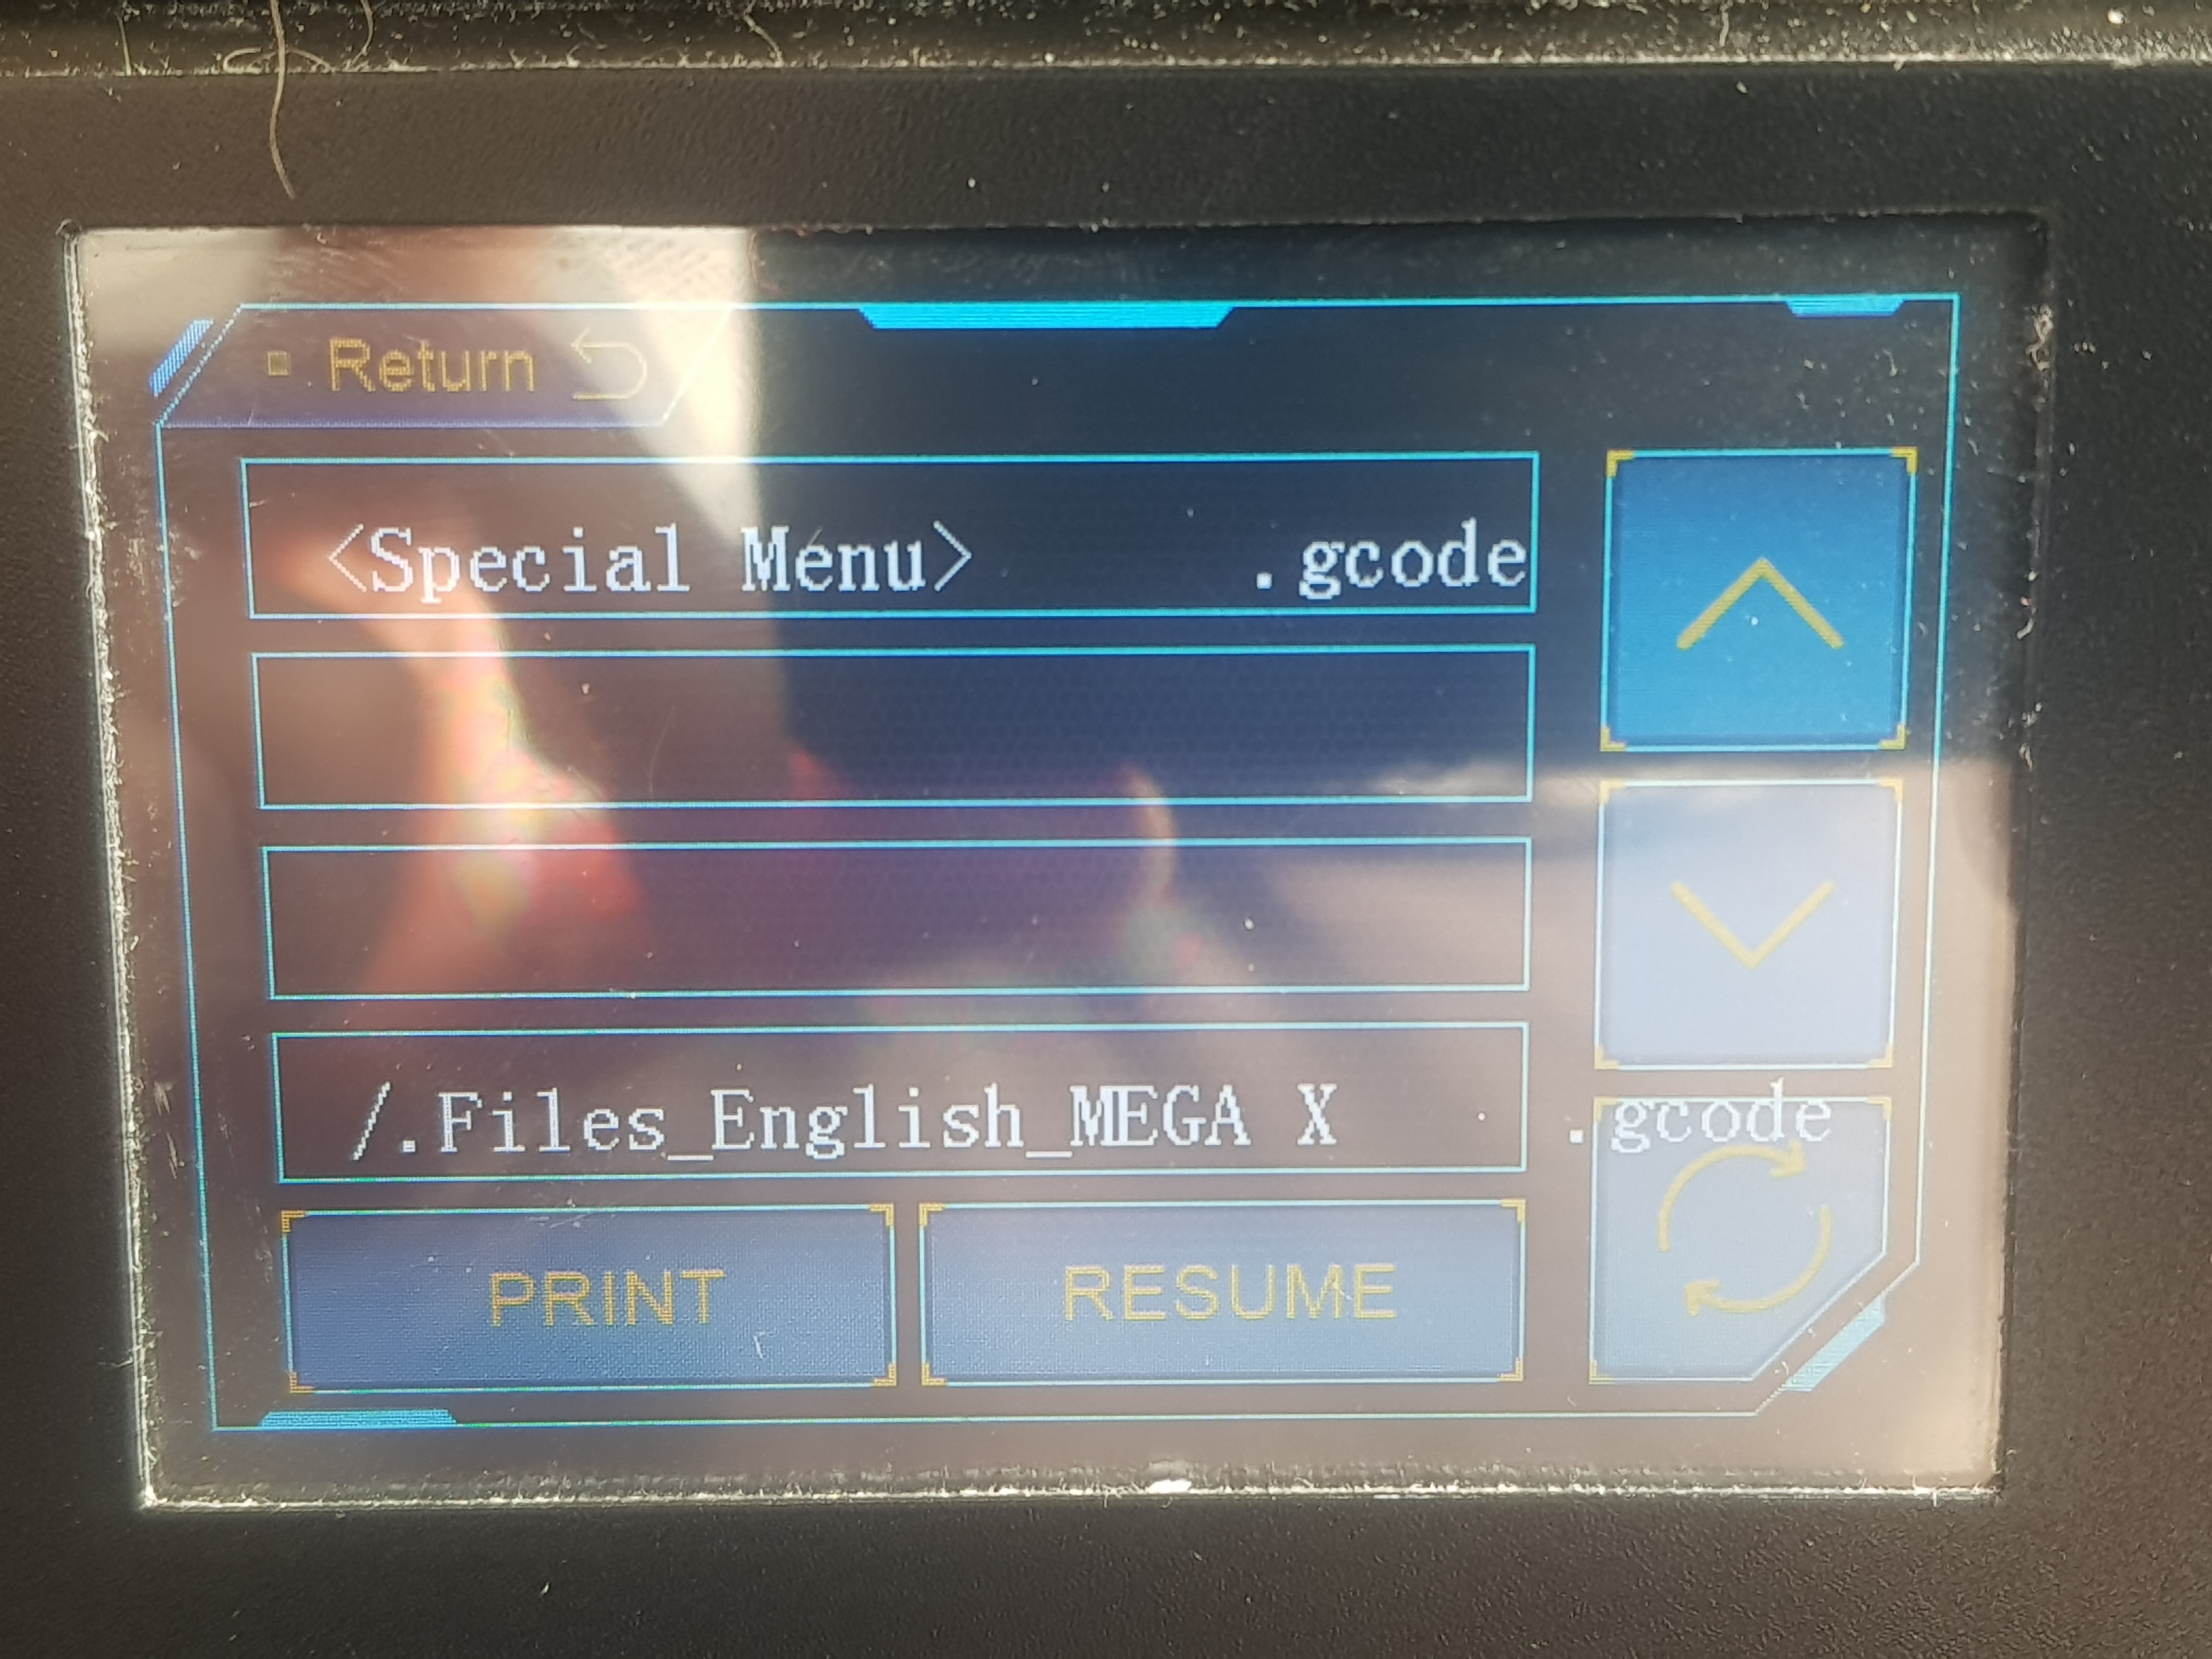 Return
<Special Menu> .gcode
/.Files_English_MEGA X .gcode
PRINT RESUME